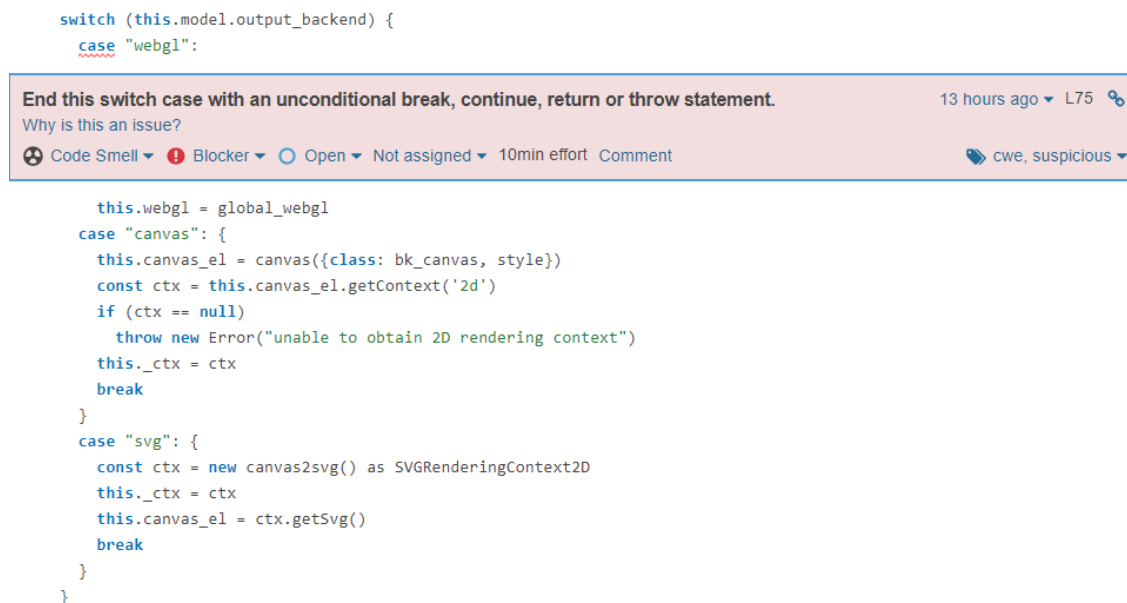 switch (this.model.output_backend) {
case "webgl":
End this switch case with an unconditional break, continue, return or throw statement. 13 hours ago L75
Why is this an issue?
Code Smell Blocker Open Not assigned 10min effort Comment cwe, suspicious
this.webgl = global_webgl
case "canvas": {
this.canvas_el = canvas({class: bk_canvas, style})
const ctx = this.canvas_el.getContext('2d')
if (ctx == null)
throw new Error("unable to obtain 2D rendering context")
this._ctx = ctx
break
}
case "svg": {
const ctx = new canvas2svg() as SVGRenderingContext2D
this._ctx = ctx
this.canvas_el = ctx.getSvg()
break
}
}